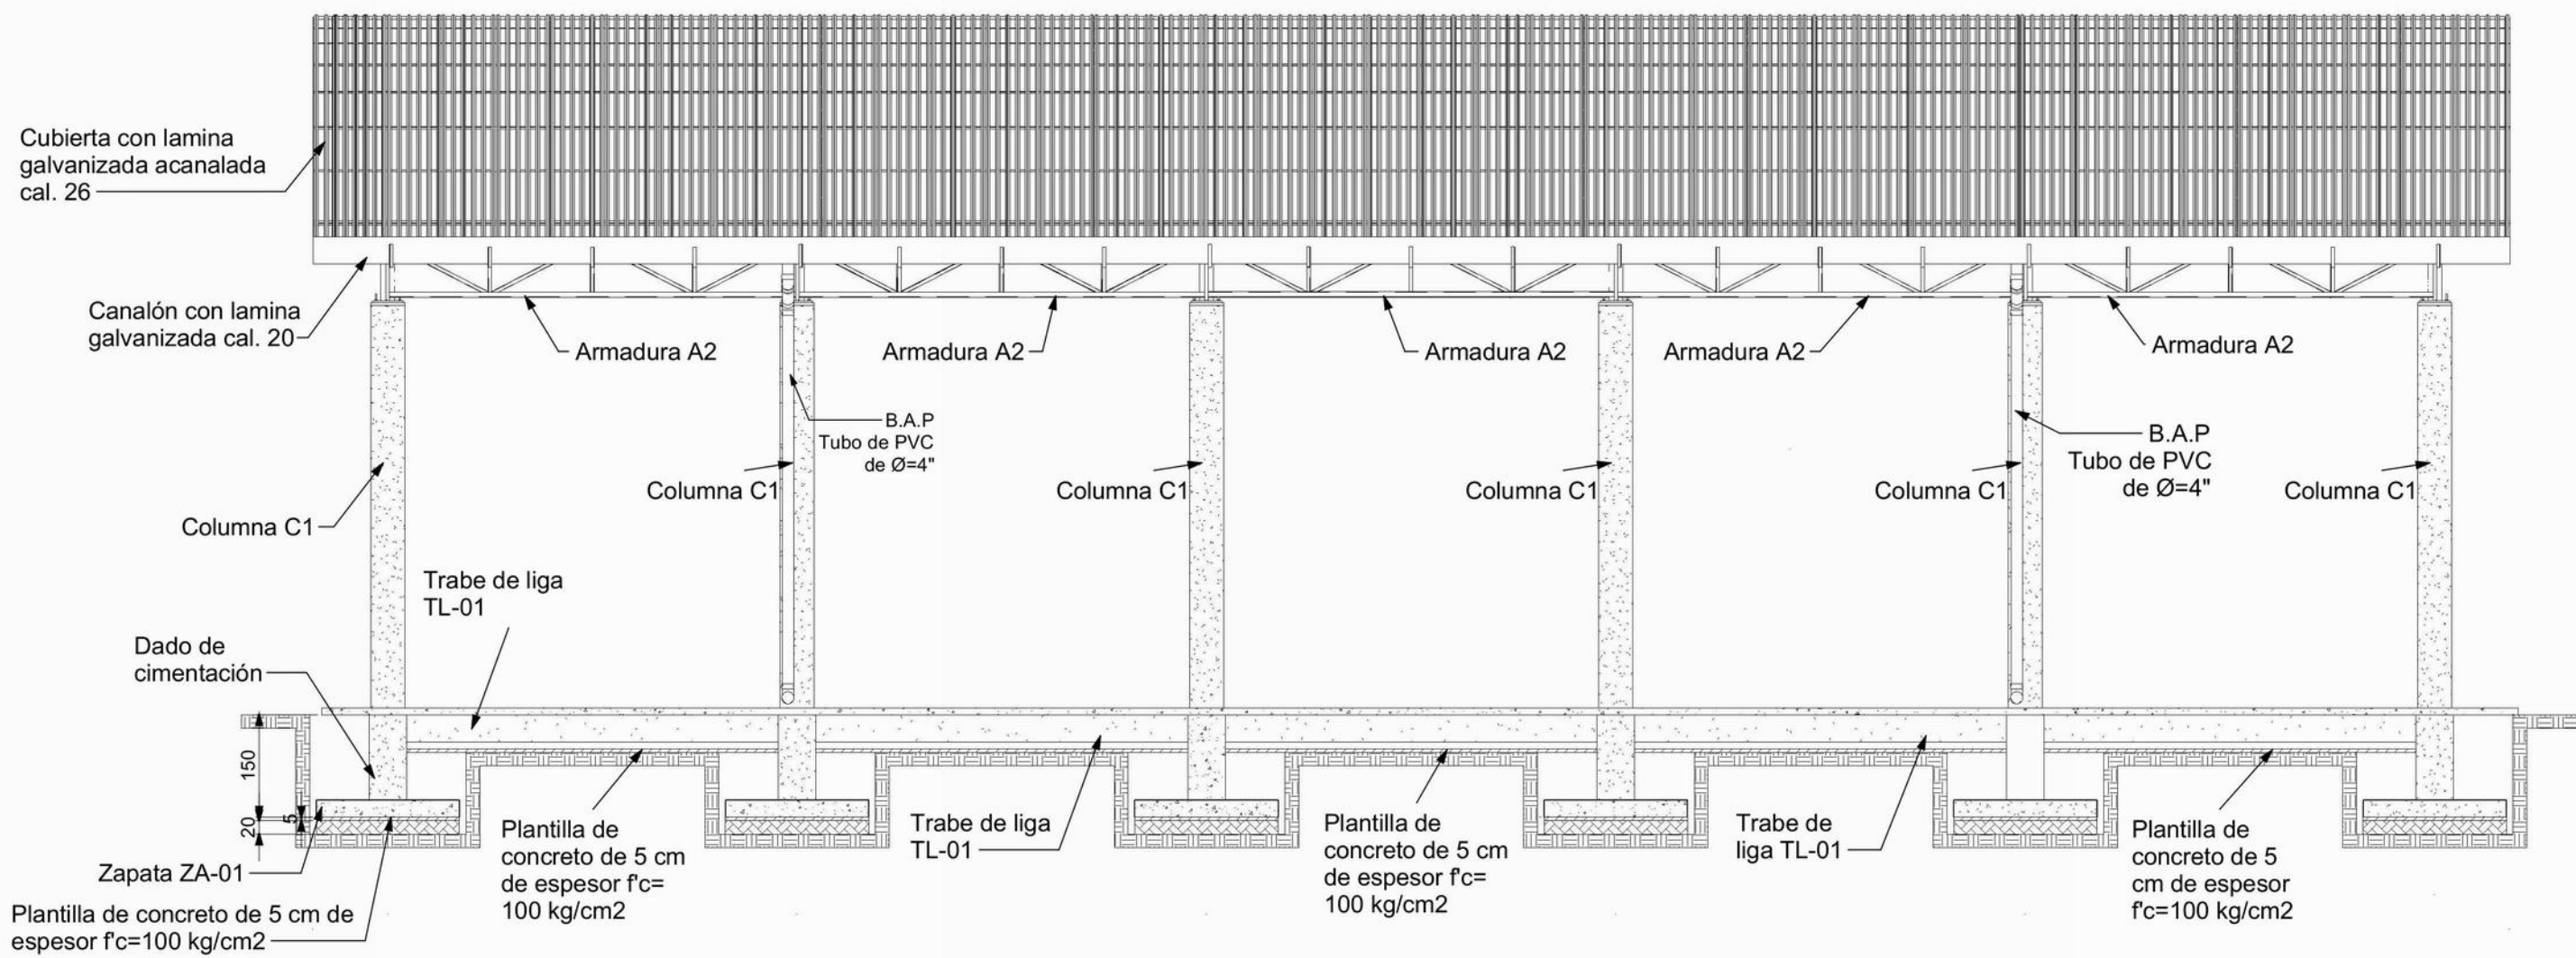 Cubierta con lamina
galvanizada acanalada
cal. 26
Canalón con lamina
galvanizada cal. 20
Armadura A2
Armadura A2
Armadura A2
Armadura A2
Armadura A2
B.A.P
Tubo de PVC
de Ø=4"
B.A.P
Tubo de PVC
de Ø=4"
Columna C1
Columna C1
Columna C1
Columna C1
Columna C1
Columna C1
Trabe de liga
TL-01
Dado de
cimentación
150
20
5
Zapata ZA-01
Plantilla de concreto de 5 cm de
espesor f'c=100 kg/cm2
Plantilla de
concreto de 5 cm
de espesor f'c=
100 kg/cm2
Trabe de liga
TL-01
Plantilla de
concreto de 5 cm
de espesor f'c=
100 kg/cm2
Trabe de
liga TL-01
Plantilla de
concreto de 5
cm de espesor
f'c=100 kg/cm2